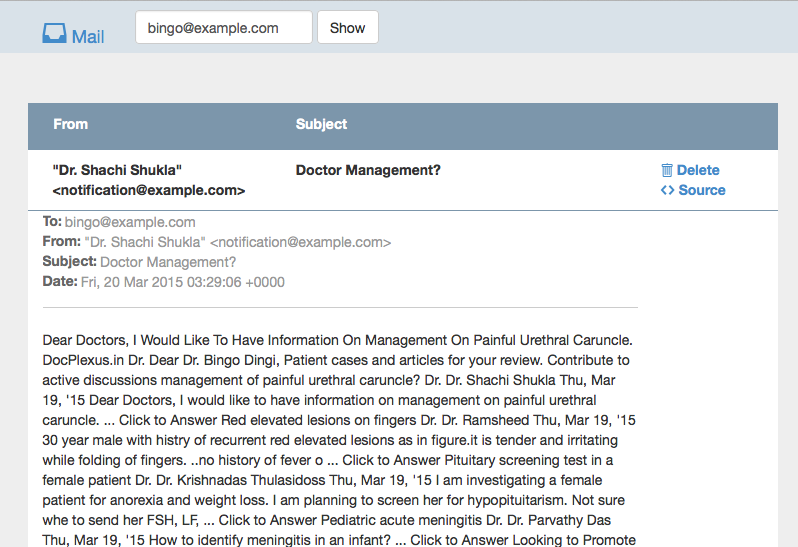 Mail
bingo@example.com
Show
From Subject
"Dr. Shachi Shukla" Doctor Management? Delete
<notification@example.com> Source
To: bingo@example.com
From: "Dr. Shachi Shukla" <notification@example.com>
Subject: Doctor Management?
Date: Fri, 20 Mar 2015 03:29:06 +0000
Dear Doctors, I Would Like To Have Information On Management On Painful Urethral Caruncle.
DocPlexus.in Dr. Dear Dr. Bingo Dingi, Patient cases and articles for your review. Contribute to
active discussions management of painful urethral caruncle? Dr. Dr. Shachi Shukla Thu, Mar
19, '15 Dear Doctors, I would like to have information on management on painful urethral
caruncle. ... Click to Answer Red elevated lesions on fingers Dr. Dr. Ramsheed Thu, Mar 19, '15
30 year male with histry of recurrent red elevated lesions as in figure.it is tender and irritating
while folding of fingers. ..no history of fever o ... Click to Answer Pituitary screening test in a
female patient Dr. Dr. Krishnadas Thulasidoss Thu, Mar 19, '15 I am investigating a female
patient for anorexia and weight loss. I am planning to screen her for hypopituitarism. Not sure
whe to send her FSH, LF, ... Click to Answer Pediatric acute meningitis Dr. Dr. Parvathy Das
Thu, Mar 19, '15 How to identify meningitis in an infant? ... Click to Answer Looking to Promote